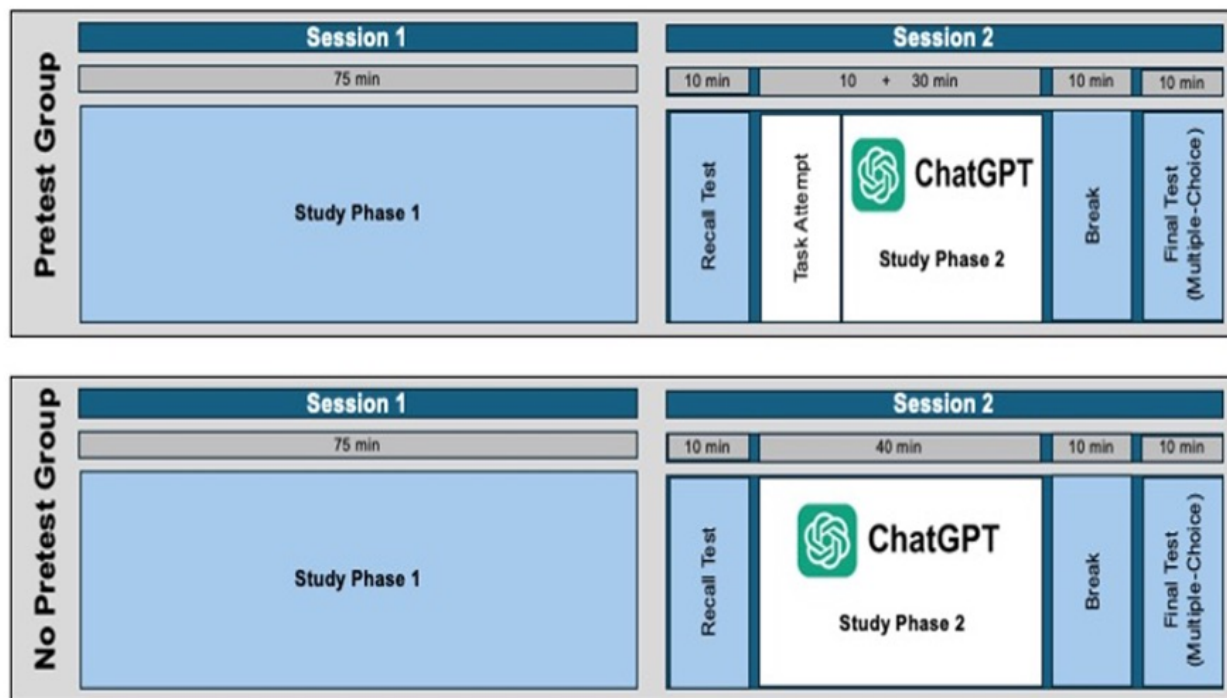 Pretest Group
Session 1
75 min
Study Phase 1
Session 2
10 min
10 + 30 min
10 min
10 min
Recall Test
Task Attempt
ChatGPT
Study Phase 2
Break
Final Test
(Multiple-Choice)
No Pretest Group
Session 1
75 min
Study Phase 1
Session 2
10 min
40 min
10 min
10 min
Recall Test
ChatGPT
Study Phase 2
Break
Final Test
(Multiple-Choice)